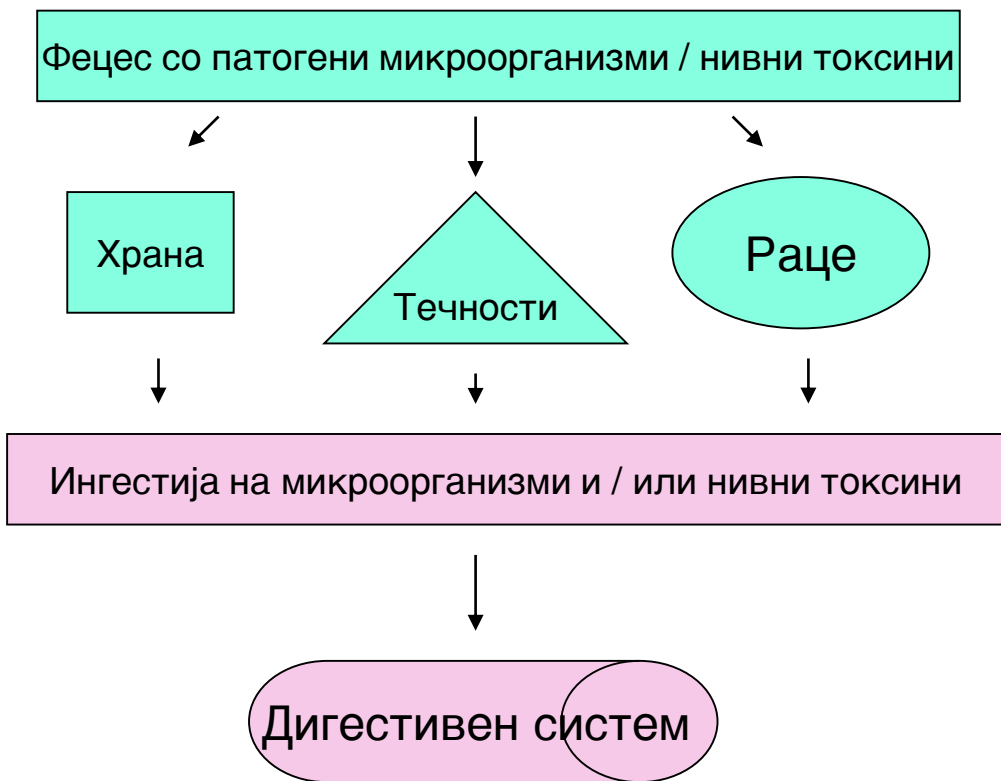 Фецес со патогени микроорганизми / нивни токсини
Храна
Течности
Раце
Ингестија на микроорганизми и / или нивни токсини
Дигестивен систем